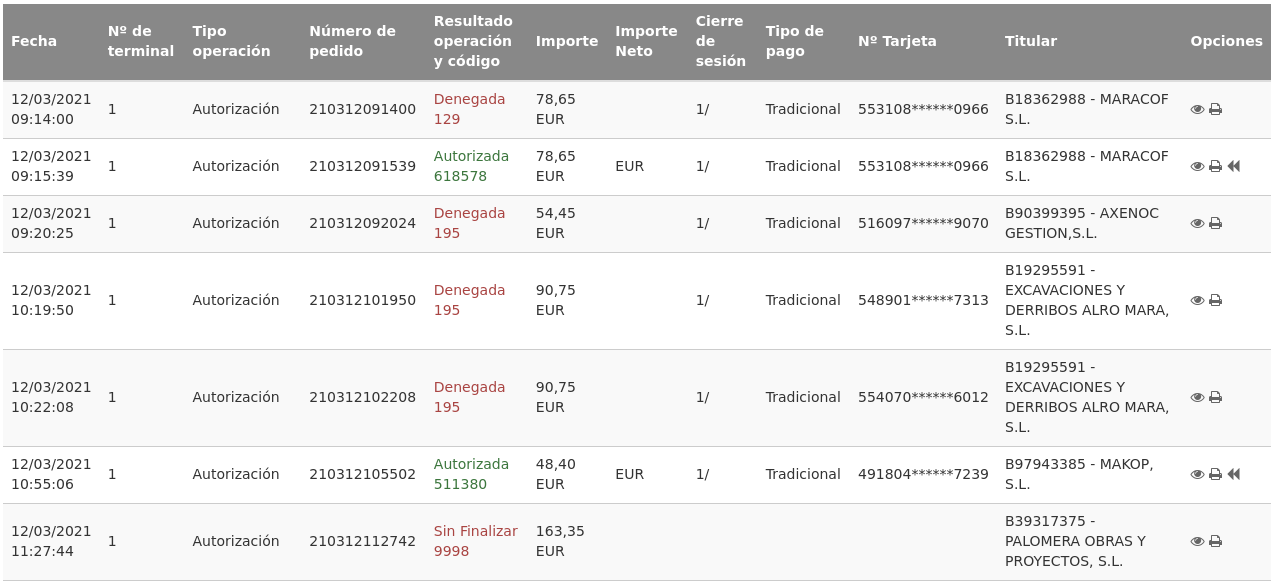 Fecha
Nº de terminal
Tipo operación
Número de pedido
Resultado operación y código
Importe
Importe Neto
Cierre de sesión
Tipo de pago
Nº Tarjeta
Titular
Opciones
12/03/2021 09:14:00
1
Autorización
210312091400
Denegada 129
78,65 EUR
1/
Tradicional
553108******0966
B18362988 - MARACOF S.L.
12/03/2021 09:15:39
1
Autorización
210312091539
Autorizada 618578
78,65 EUR
EUR
1/
Tradicional
553108******0966
B18362988 - MARACOF S.L.
12/03/2021 09:20:25
1
Autorización
210312092024
Denegada 195
54,45 EUR
1/
Tradicional
516097******9070
B90399395 - AXENOC GESTION,S.L.
12/03/2021 10:19:50
1
Autorización
210312101950
Denegada 195
90,75 EUR
1/
Tradicional
548901******7313
B19295591 - EXCAVACIONES Y DERRIBOS ALRO MARA, S.L.
12/03/2021 10:22:08
1
Autorización
210312102208
Denegada 195
90,75 EUR
1/
Tradicional
554070******6012
B19295591 - EXCAVACIONES Y DERRIBOS ALRO MARA, S.L.
12/03/2021 10:55:06
1
Autorización
210312105502
Autorizada 511380
48,40 EUR
EUR
1/
Tradicional
491804******7239
B97943385 - MAKOP, S.L.
12/03/2021 11:27:44
1
Autorización
210312112742
Sin Finalizar 9998
163,35 EUR
B39317375 - PALOMERA OBRAS Y PROYECTOS, S.L.